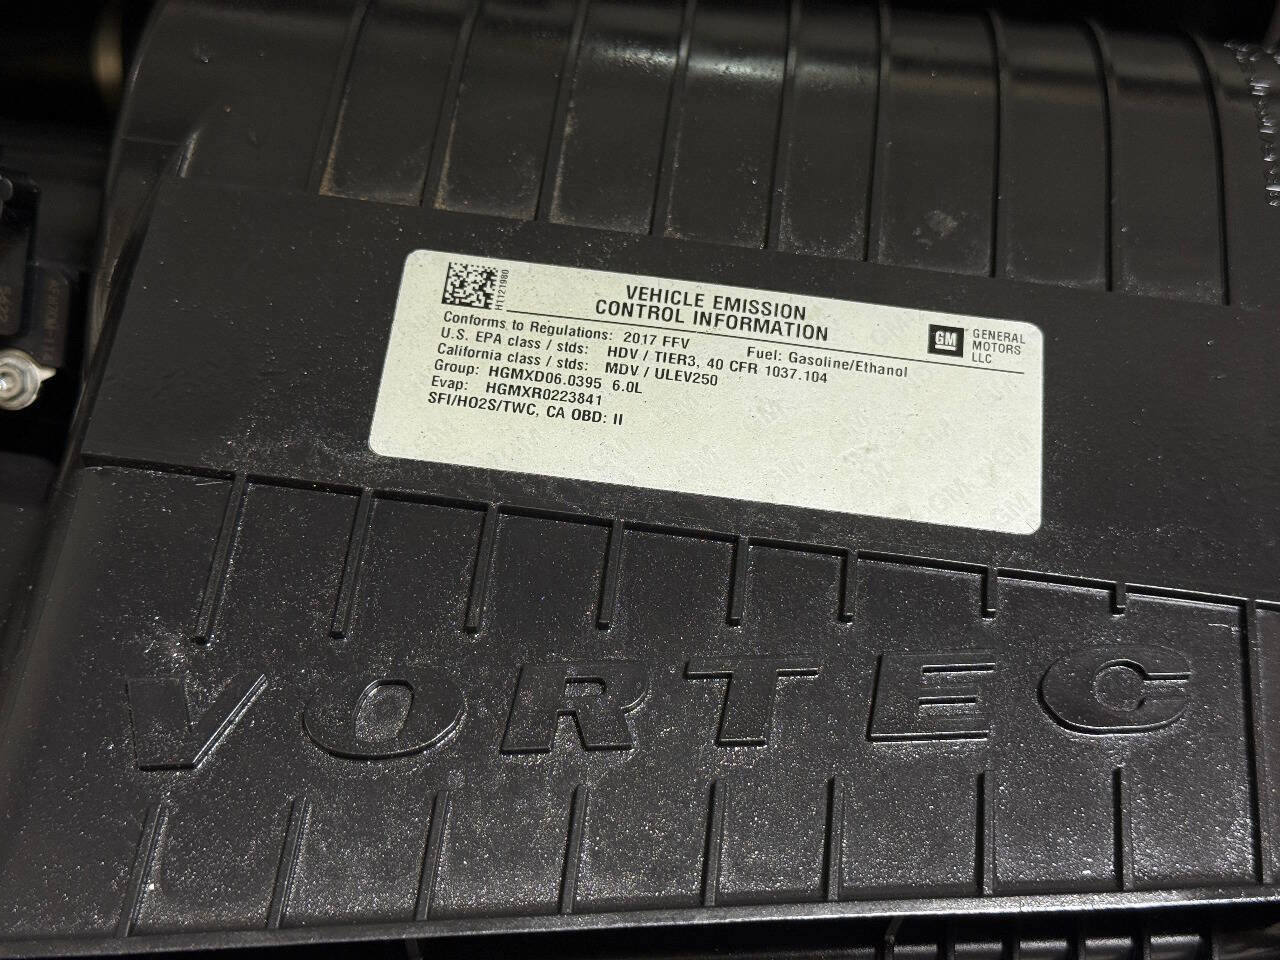 H1121980
VEHICLE EMISSION
CONTROL INFORMATION
GM
GENERAL
MOTORS
LLC
Conforms to Regulations: 2017 FFV Fuel: Gasoline/Ethanol
U.S. EPA class / stds: HDV / TIER3, 40 CFR 1037.104
California class / stds: MDV / ULEV250
Group: HGMXD06.0395 6.0L
Evap: HGMXR0223841
SFI/HO2S/TWC, CA OBD: II
VORTEC